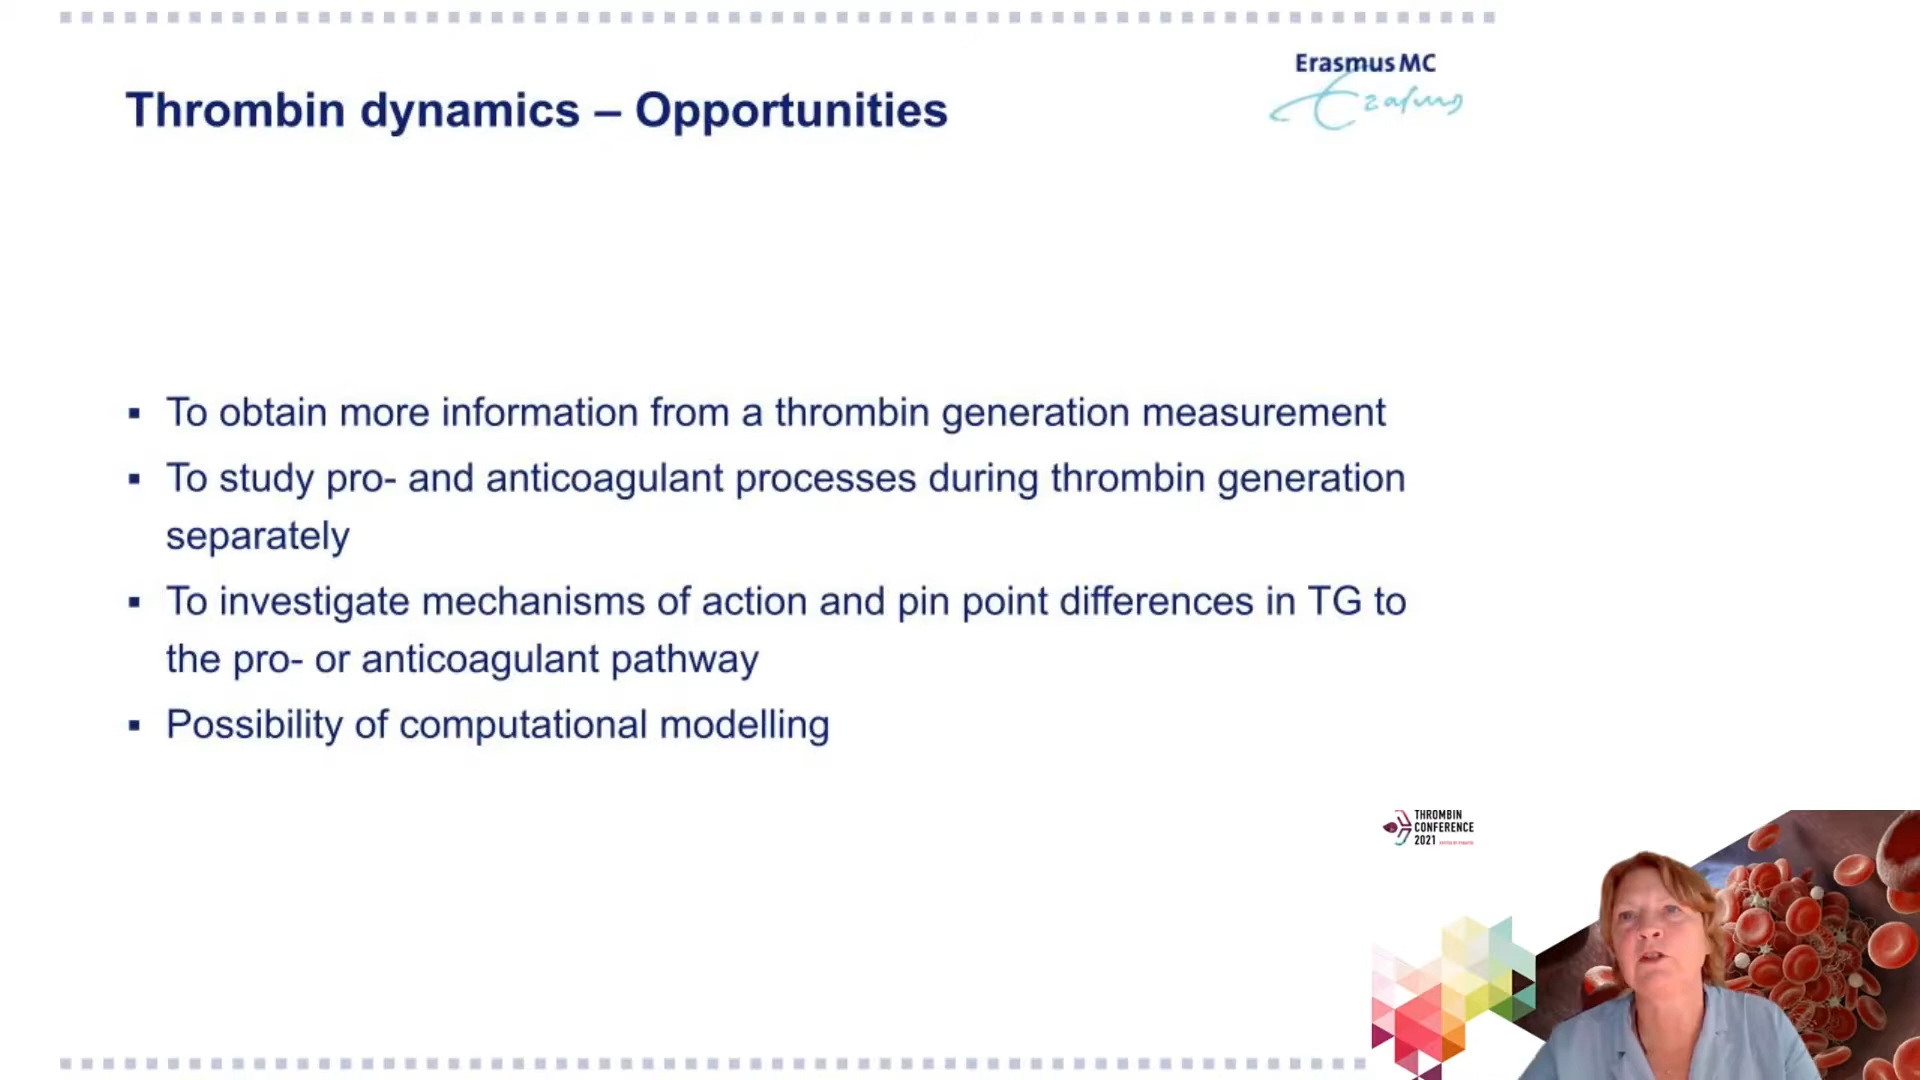 Erasmus MC
Erasmus
Thrombin dynamics – Opportunities
▪ To obtain more information from a thrombin generation measurement
▪ To study pro- and anticoagulant processes during thrombin generation
separately
▪ To investigate mechanisms of action and pin point differences in TG to
the pro- or anticoagulant pathway
▪ Possibility of computational modelling
THROMBIN
CONFERENCE
2021